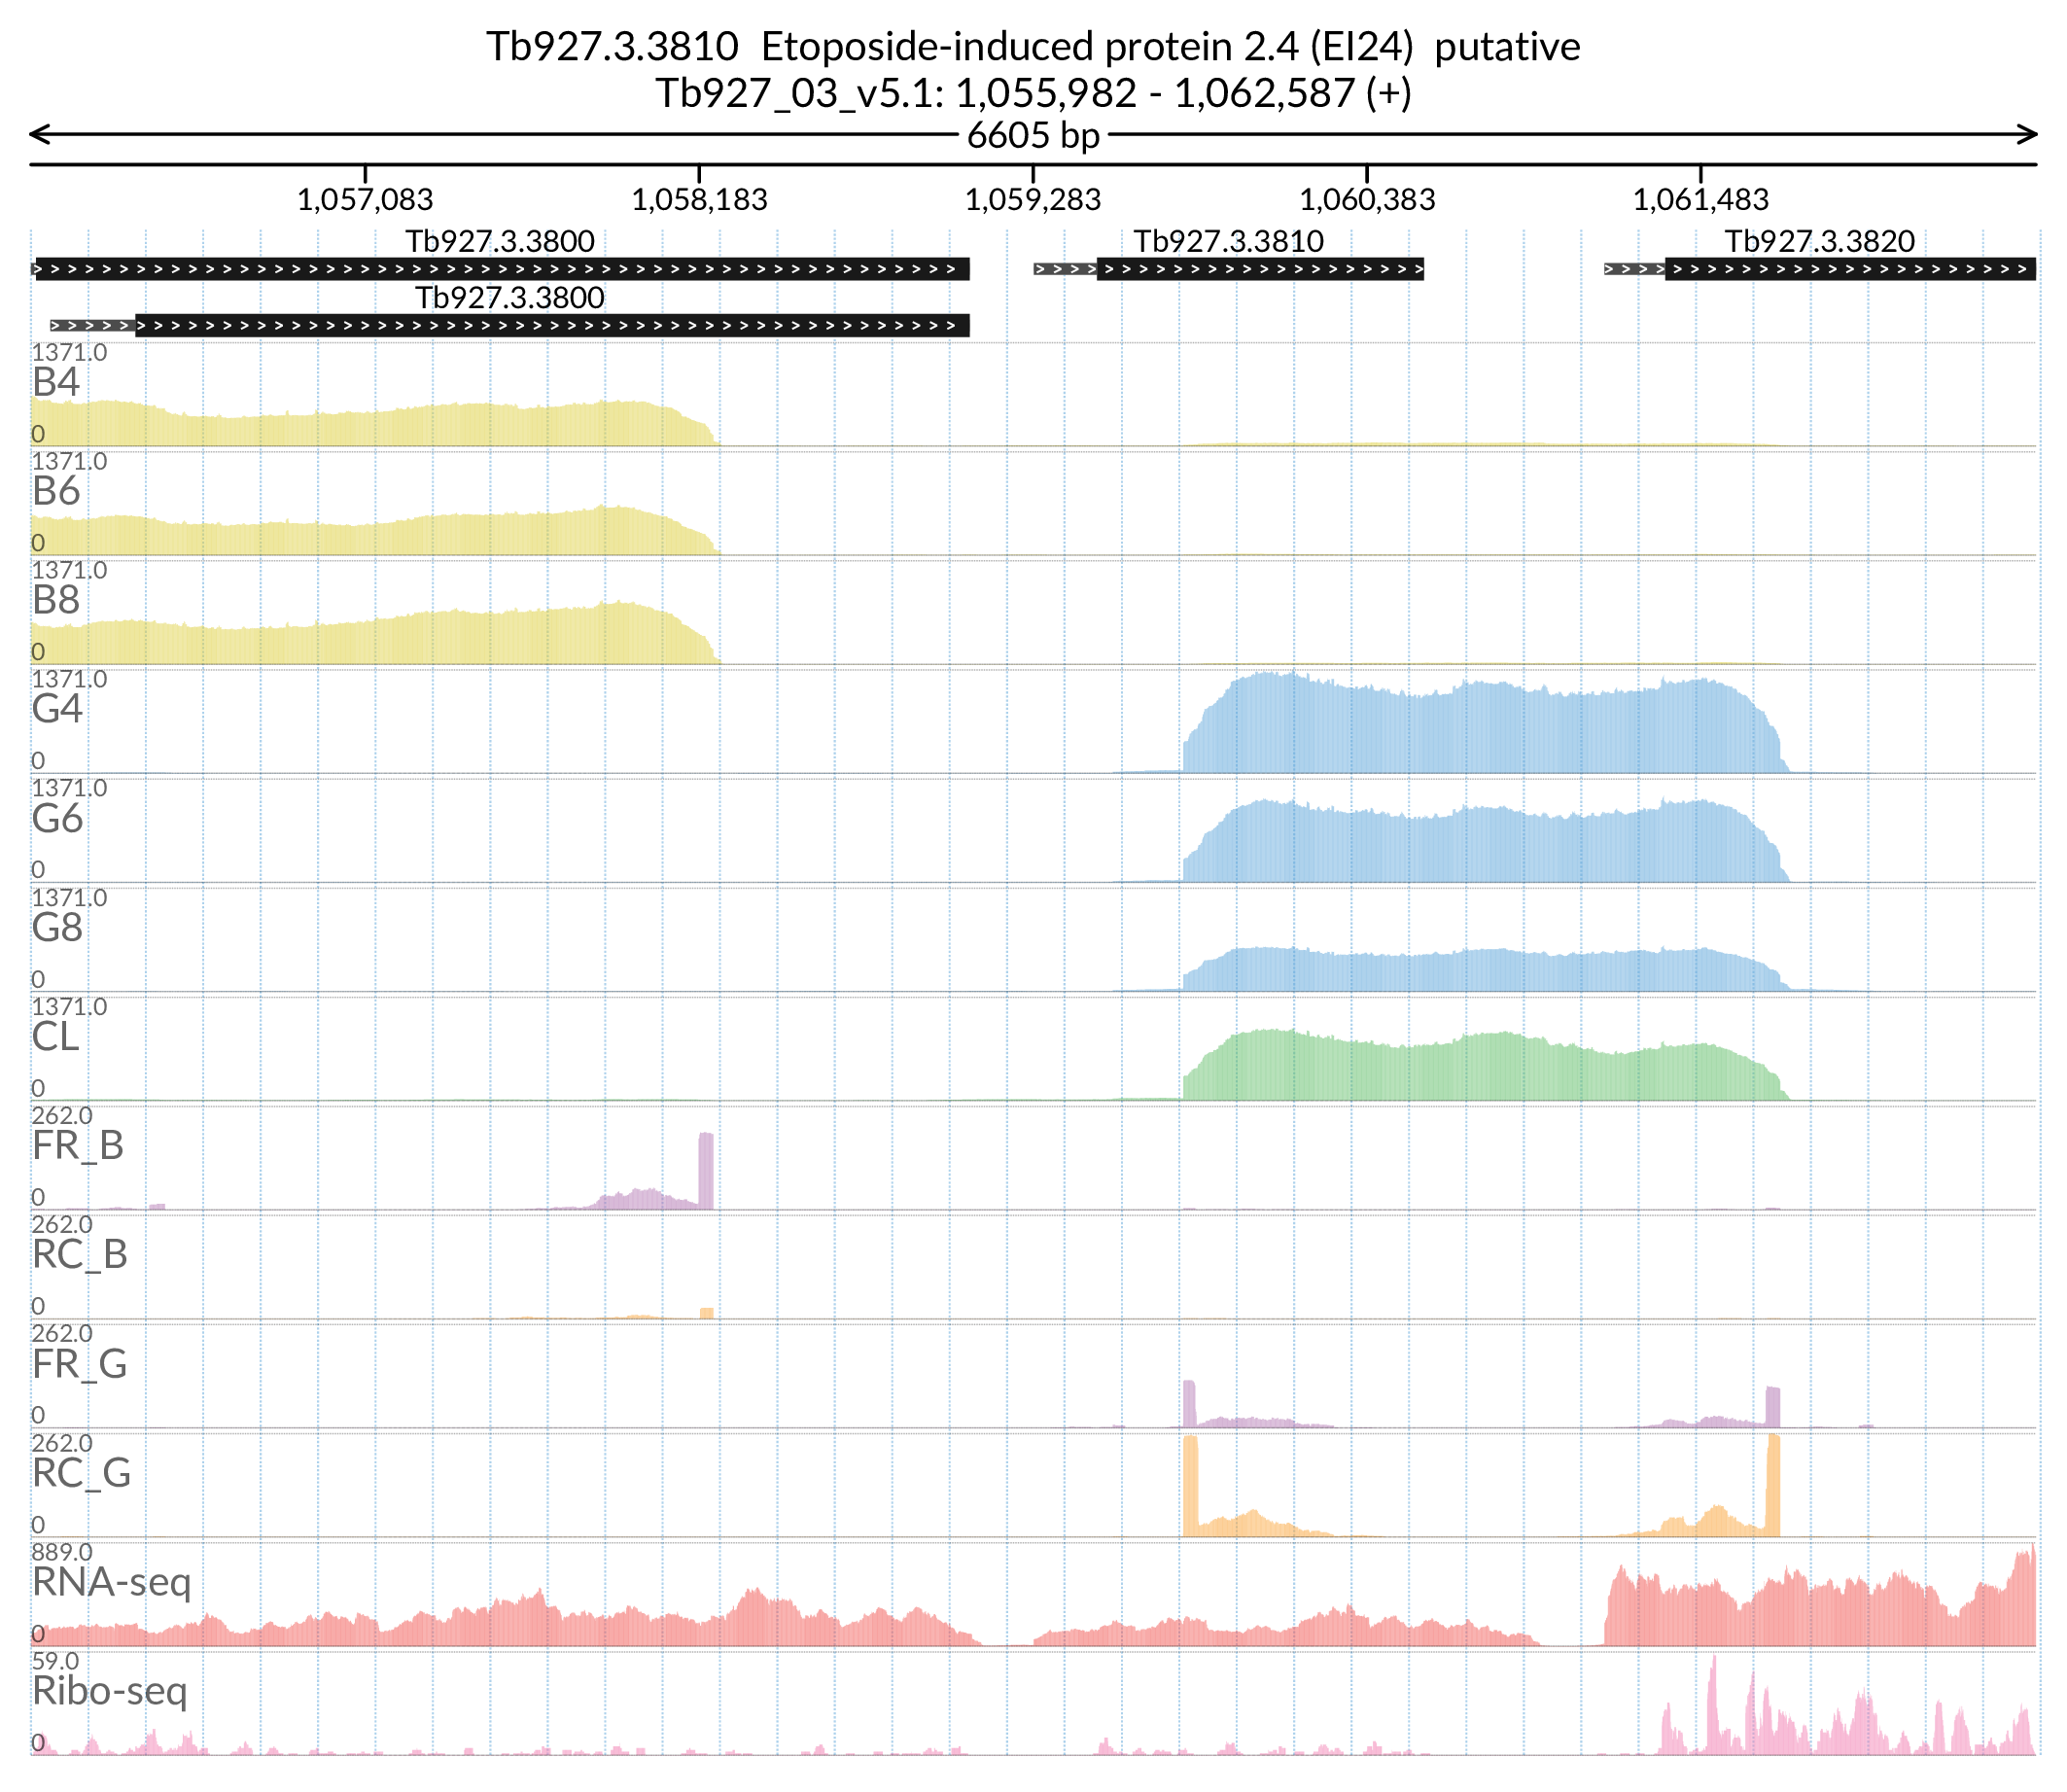 Tb927.3.3810  Etoposide-induced protein 2.4 (EI24)  putative
Tb927_03_v5.1: 1,055,982 - 1,062,587 (+)
6605 bp
1,057,083 1,058,183 1,059,283 1,060,383 1,061,483
Tb927.3.3800 Tb927.3.3810 Tb927.3.3820
Tb927.3.3800
1371.0
B4
0
1371.0
B6
0
1371.0
B8
0
1371.0
G4
0
1371.0
G6
0
1371.0
G8
0
1371.0
CL
0
262.0
FR_B
0
262.0
RC_B
0
262.0
FR_G
0
262.0
RC_G
0
889.0
RNA-seq
0
59.0
Ribo-seq
0